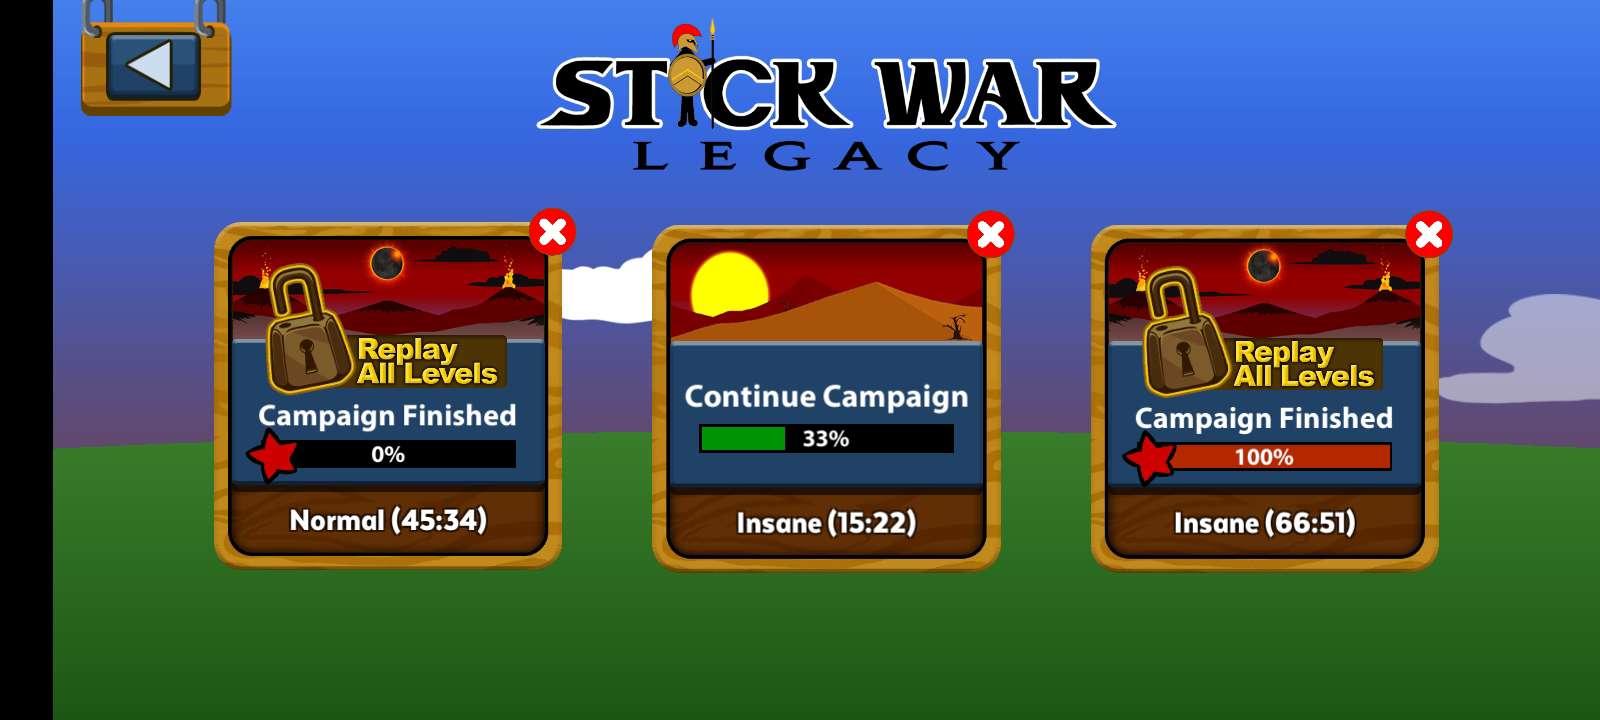 STICK WAR
LEGACY
Replay
All Levels
Campaign Finished
0%
Normal (45:34)
Continue Campaign
33%
Insane (15:22)
Replay
All Levels
Campaign Finished
100%
Insane (66:51)